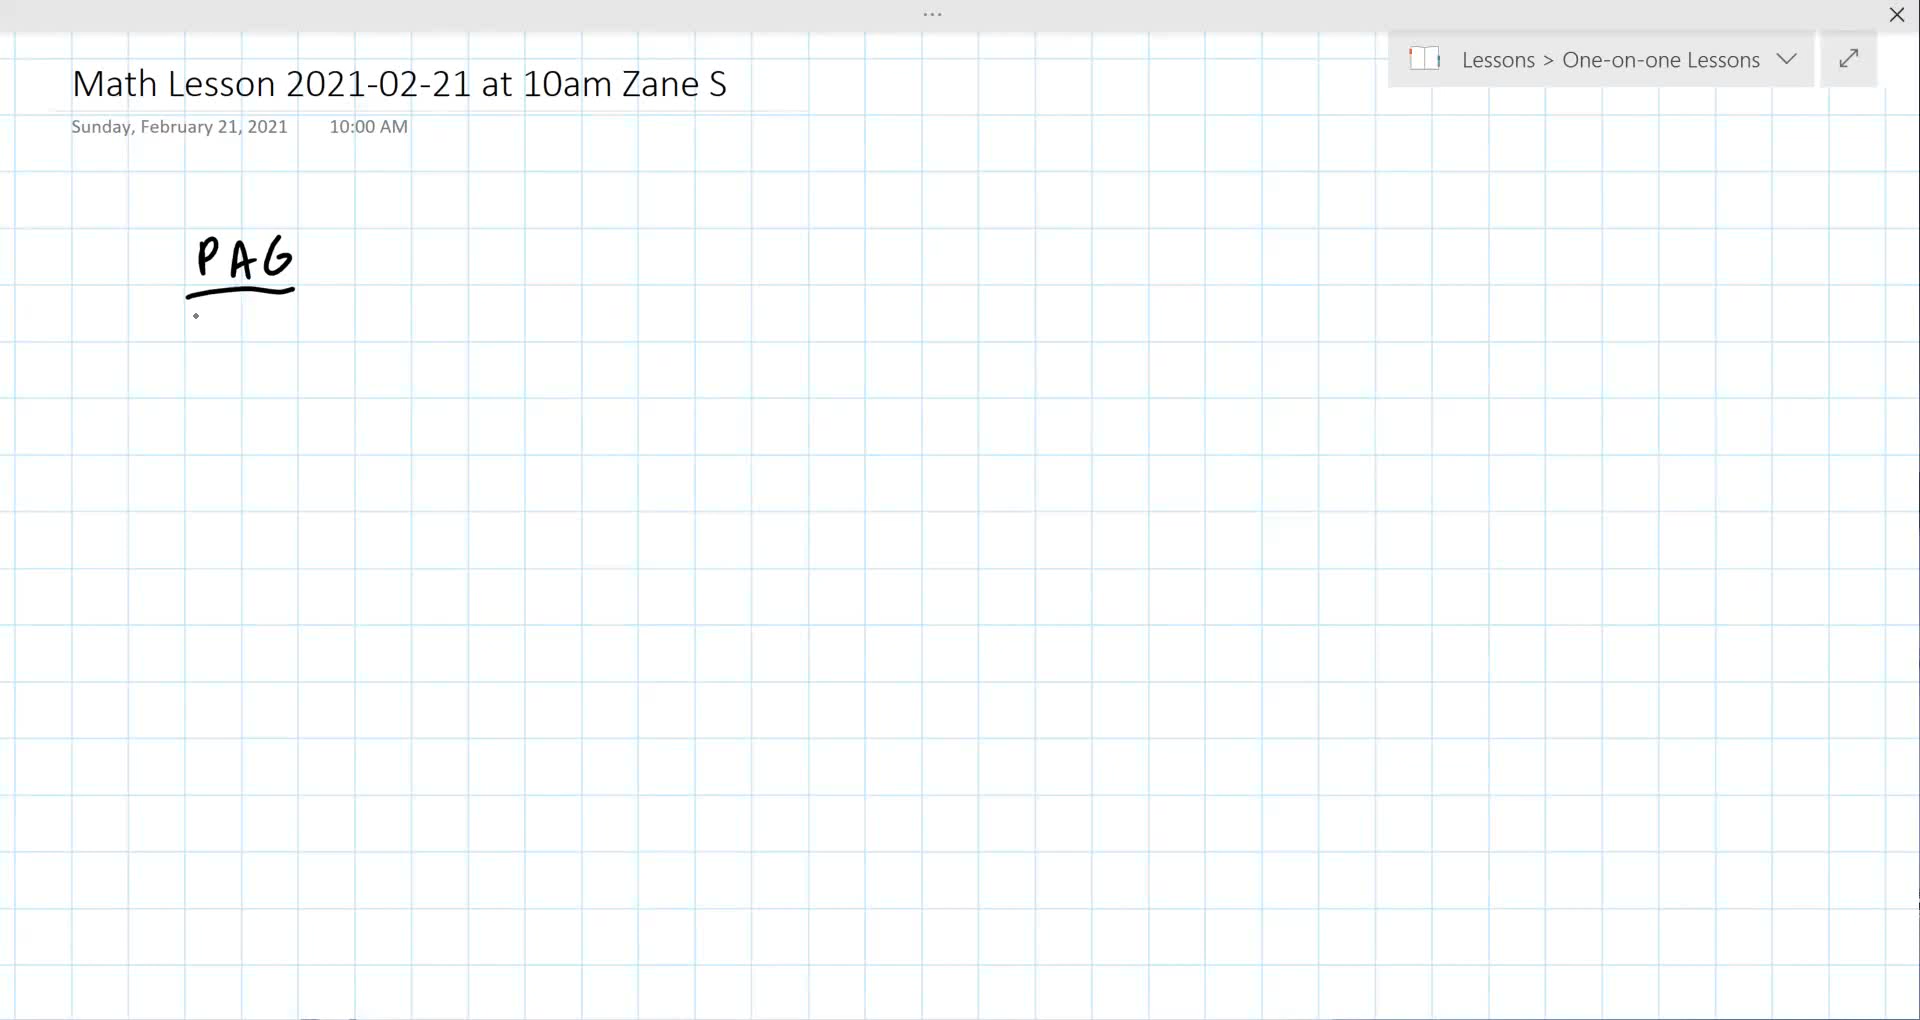 Lessons > One-on-one Lessons
Math Lesson 2021-02-21 at 10am Zane S
Sunday, February 21, 2021 10:00 AM
PAG